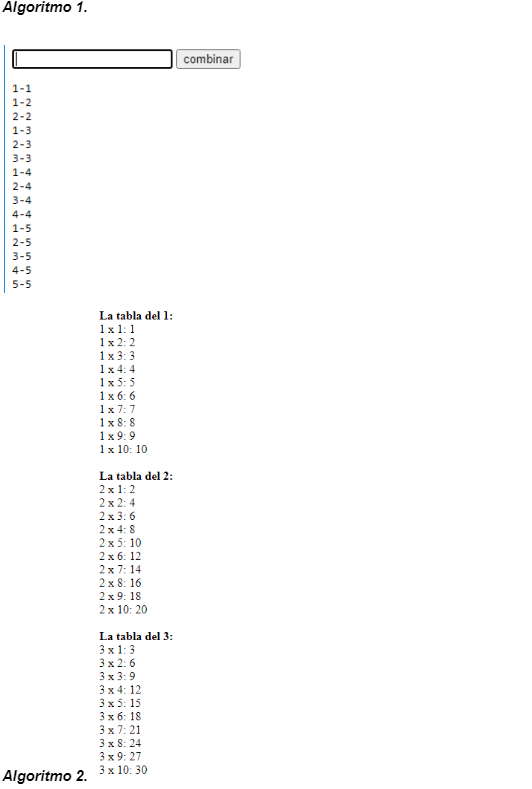 Algoritmo 1.
combinar
1-1
1-2
2-2
1-3
2-3
3-3
1-4
2-4
3-4
4-4
1-5
2-5
3-5
4-5
5-5
La tabla del 1:
1 x 1: 1
1 x 2: 2
1 x 3: 3
1 x 4: 4
1 x 5: 5
1 x 6: 6
1 x 7: 7
1 x 8: 8
1 x 9: 9
1 x 10: 10
La tabla del 2:
2 x 1: 2
2 x 2: 4
2 x 3: 6
2 x 4: 8
2 x 5: 10
2 x 6: 12
2 x 7: 14
2 x 8: 16
2 x 9: 18
2 x 10: 20
La tabla del 3:
3 x 1: 3
3 x 2: 6
3 x 3: 9
3 x 4: 12
3 x 5: 15
3 x 6: 18
3 x 7: 21
3 x 8: 24
3 x 9: 27
3 x 10: 30
Algoritmo 2.